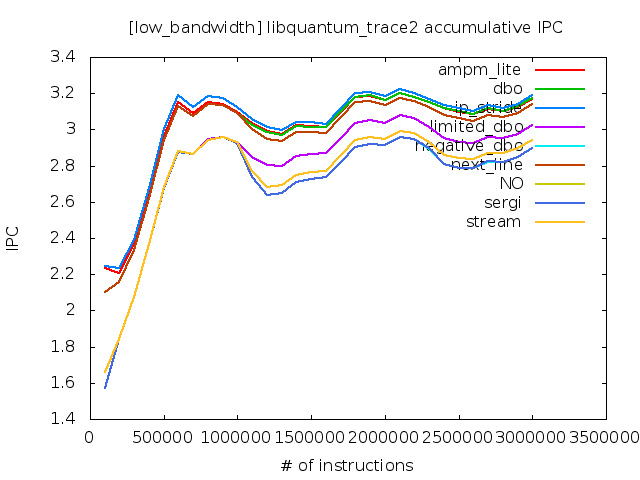 [low_bandwidth] libquantum_trace2 accumulative IPC
3.4
3.2
3
2.8
2.6
2.4
2.2
2
1.8
1.6
1.4
IPC
ampm_lite
dbo
ip_stride
limited_dbo
negative_dbo
next_line
NO
sergi
stream
0 500000 1000000 1500000 2000000 2500000 3000000 3500000
# of instructions